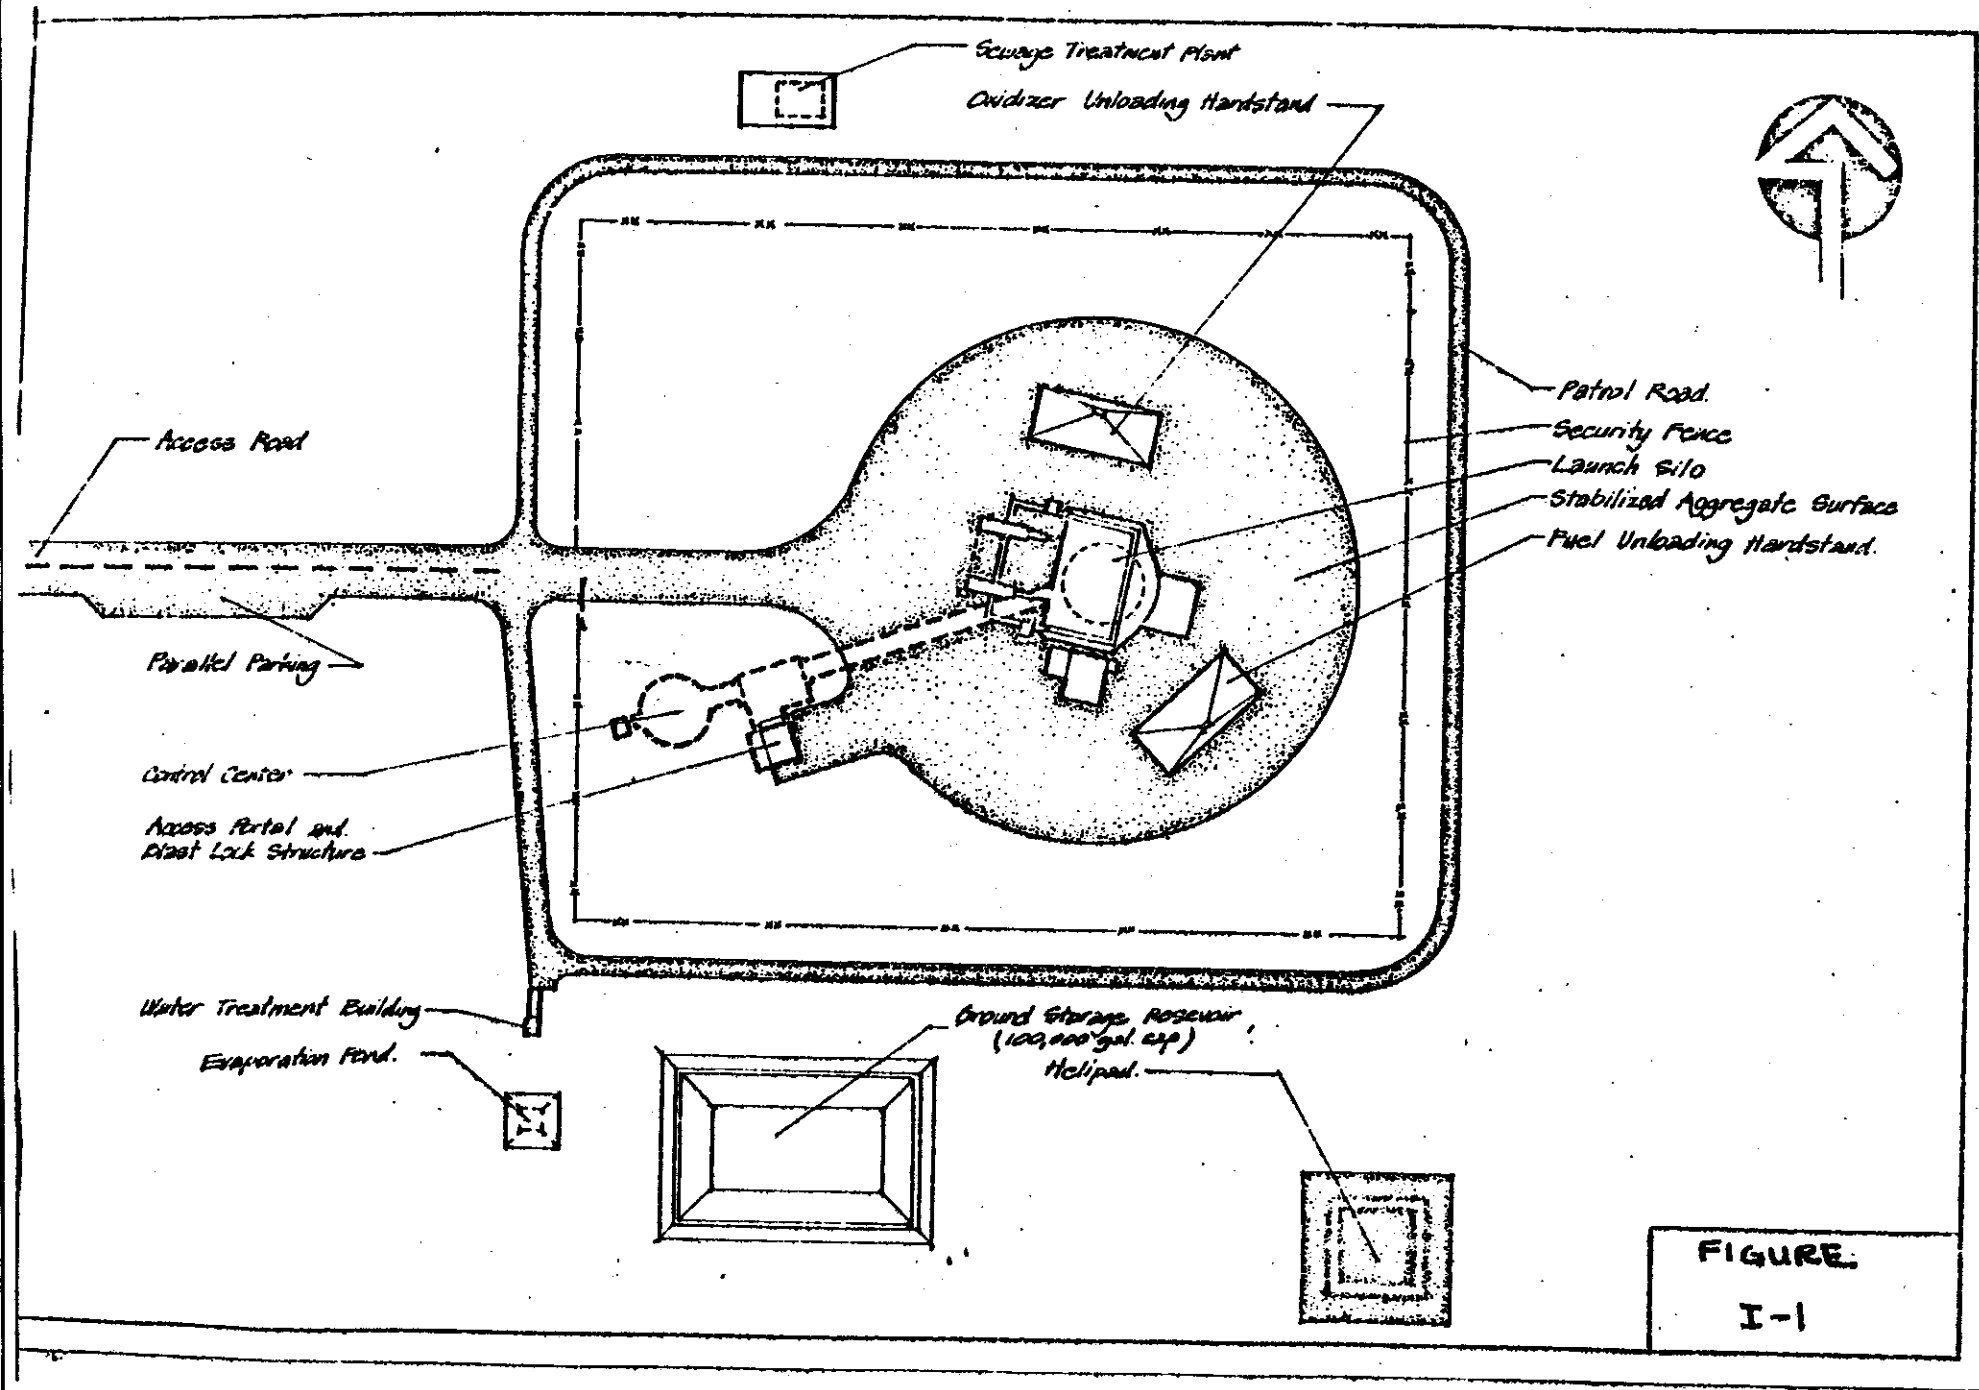 Sewage Treatment Plant
Oxidizer Unloading Hardstand
Patrol Road.
Security Fence
Launch Silo
Stabilized Aggregate Surface
Fuel Unloading Hardstand.
Access Road
Parallel Parking
Control Center
Access Portal and
Blast Lock Structure
Water Treatment Building
Evaporation Pond.
Ground Storage Resevoir
(100,000 gal. cap)
Helipad.
FIGURE.
I-1